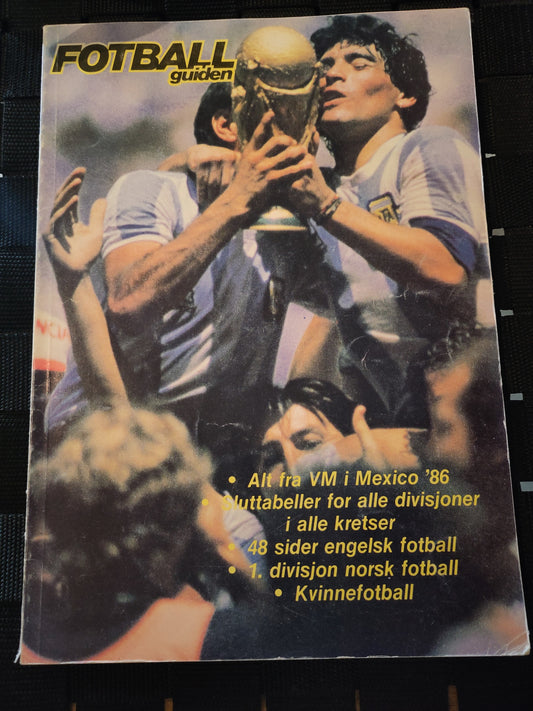 FOTBALL
guiden
• Alt fra VM i Mexico '86
• Sluttabeller for alle divisjoner
i alle kretser
• 48 sider engelsk fotball
• 1. divisjon norsk fotball
• Kvinnefotball